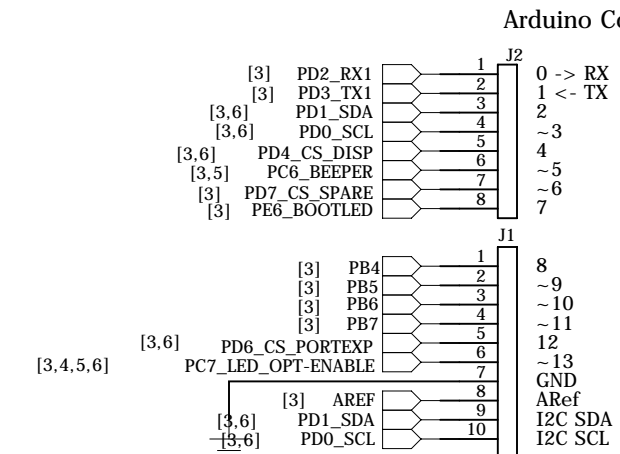 Arduino Co
J2
[3] PD2_RX1 1 0 -> RX
[3] PD3_TX1 2 1 <- TX
[3,6] PD1_SDA 3 2
[3,6] PD0_SCL 4 ~3
[3,6] PD4_CS_DISP 5 4
[3,5] PC6_BEEPER 6 ~5
[3] PD7_CS_SPARE 7 ~6
[3] PE6_BOOTLED 8 7
J1
[3] PB4 1 8
[3] PB5 2 ~9
[3] PB6 3 ~10
[3] PB7 4 ~11
[3,6] PD6_CS_PORTEXP 5 12
[3,4,5,6] PC7_LED_OPT-ENABLE 6 ~13
7 GND
[3] AREF 8 ARef
[3,6] PD1_SDA 9 I2C SDA
[3,6] PD0_SCL 10 I2C SCL